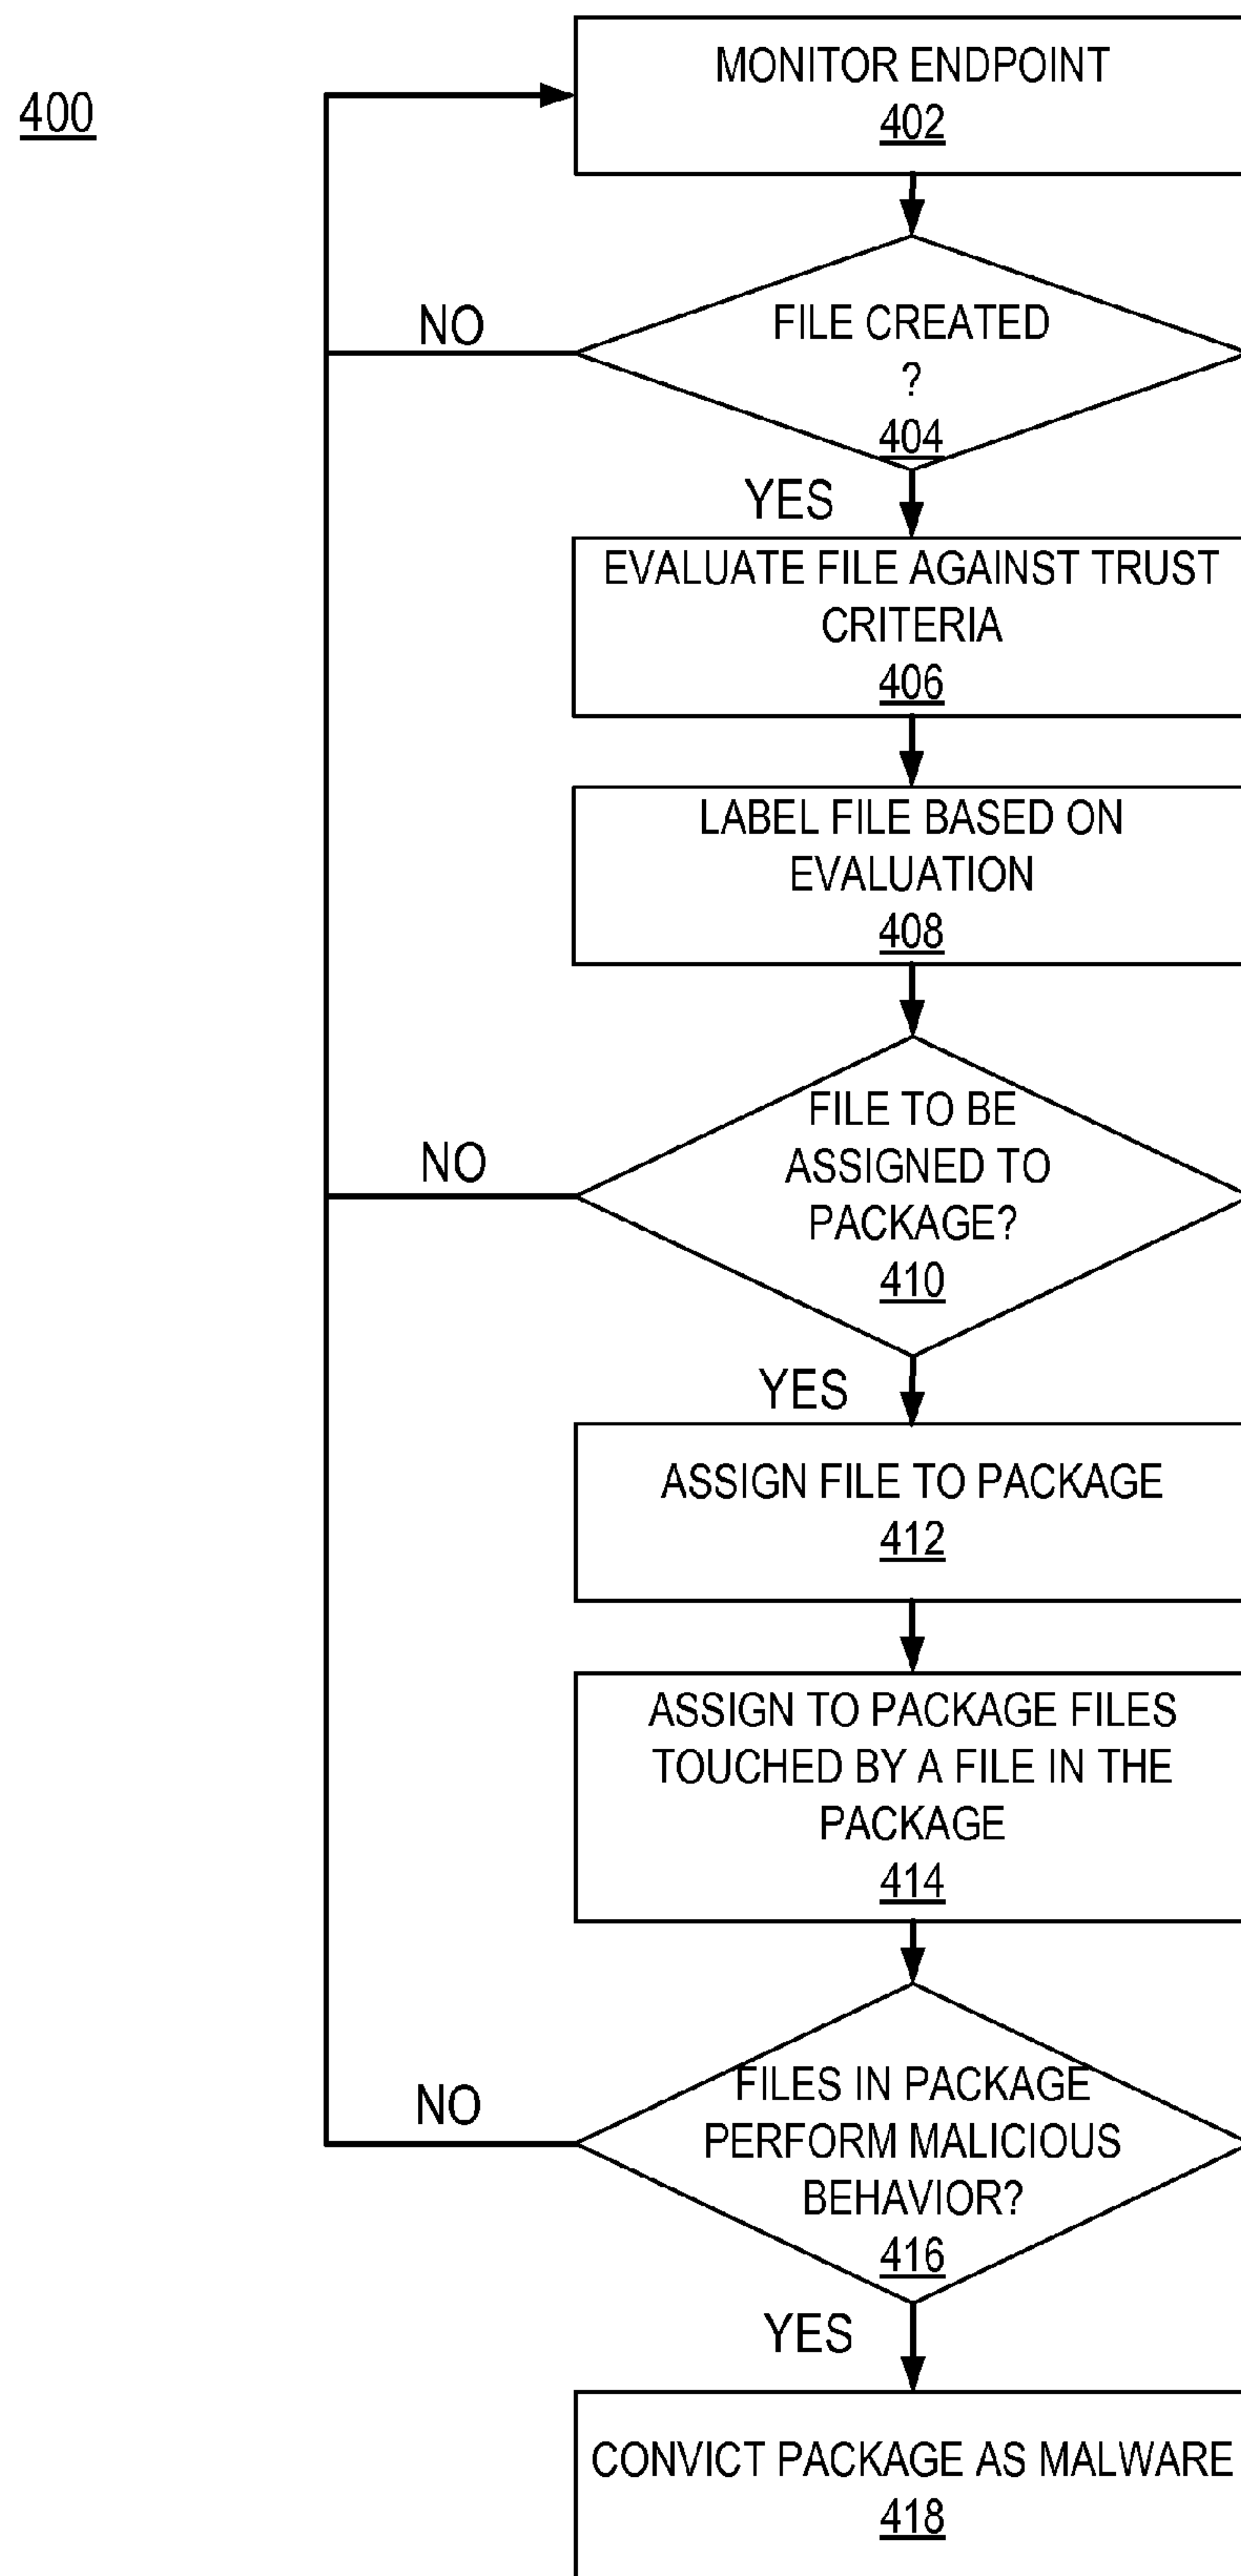 400
MONITOR ENDPOINT
402
NO
FILE CREATED
?
404
YES
EVALUATE FILE AGAINST TRUST
CRITERIA
406
LABEL FILE BASED ON
EVALUATION
408
NO
FILE TO BE
ASSIGNED TO
PACKAGE?
410
YES
ASSIGN FILE TO PACKAGE
412
ASSIGN TO PACKAGE FILES
TOUCHED BY A FILE IN THE
PACKAGE
414
NO
FILES IN PACKAGE
PERFORM MALICIOUS
BEHAVIOR?
416
YES
CONVICT PACKAGE AS MALWARE
418